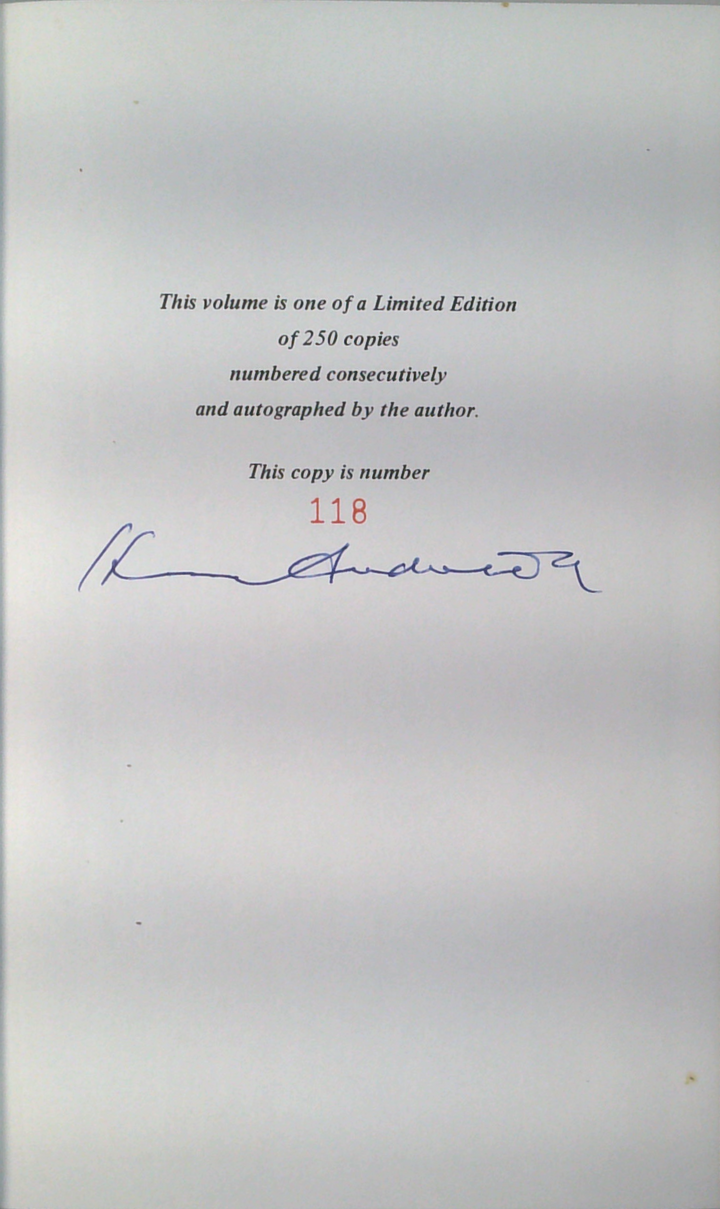 This volume is one of a Limited Edition
of 250 copies
numbered consecutively
and autographed by the author.
This copy is number
118